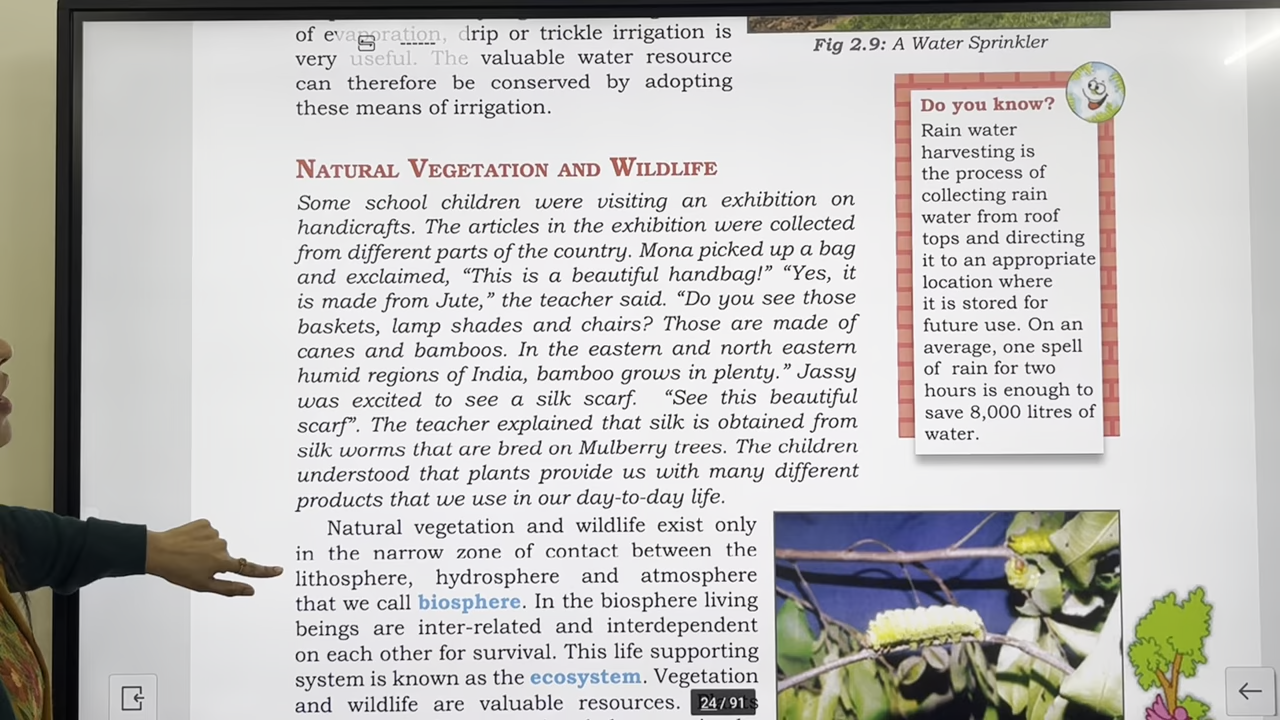 of evaporation, drip or trickle irrigation is
very useful. The valuable water resource
can therefore be conserved by adopting
these means of irrigation.
Fig 2.9: A Water Sprinkler
Do you know?
Rain water
harvesting is
the process of
collecting rain
water from roof
tops and directing
it to an appropriate
location where
it is stored for
future use. On an
average, one spell
of rain for two
hours is enough to
save 8,000 litres of
water.
NATURAL VEGETATION AND WILDLIFE
Some school children were visiting an exhibition on
handicrafts. The articles in the exhibition were collected
from different parts of the country. Mona picked up a bag
and exclaimed, “This is a beautiful handbag!” “Yes, it
is made from Jute,” the teacher said. “Do you see those
baskets, lamp shades and chairs? Those are made of
canes and bamboos. In the eastern and north eastern
humid regions of India, bamboo grows in plenty.” Jassy
was excited to see a silk scarf. “See this beautiful
scarf”. The teacher explained that silk is obtained from
silk worms that are bred on Mulberry trees. The children
understood that plants provide us with many different
products that we use in our day-to-day life.
Natural vegetation and wildlife exist only
in the narrow zone of contact between the
lithosphere, hydrosphere and atmosphere
that we call biosphere. In the biosphere living
beings are inter-related and interdependent
on each other for survival. This life supporting
system is known as the ecosystem. Vegetation
and wildlife are valuable resources.
24/91